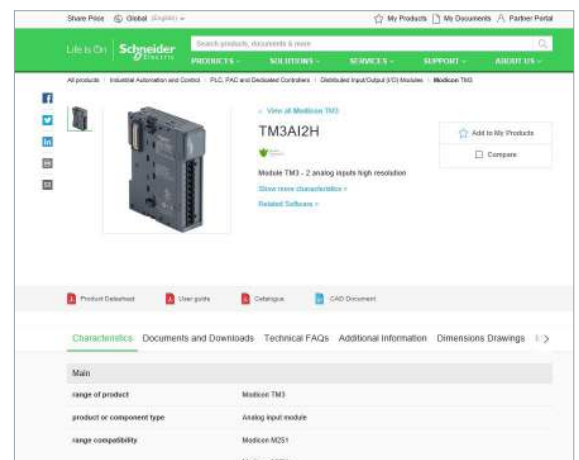 Share Price Global (English) My Products My Documents Partner Portal
Life Is On Schneider Electric Search products, documents & more
PRODUCTS SOLUTIONS SERVICES SUPPORT ABOUT US
All products Industrial Automation and Control PLC, PAC and Dedicated Controllers Distributed Input/Output (I/O) Modules Modicon TM3
View all Modicon TM3
TM3AI2H
Add to My Products
Compare
Module TM3 - 2 analog inputs high resolution
Show more characteristics
Related Software
Product Datasheet User guide Catalogue CAD Document
Characteristics Documents and Downloads Technical FAQs Additional Information Dimensions Drawings
Main
range of product Modicon TM3
product or component type Analog input module
range compatibility Modicon M251